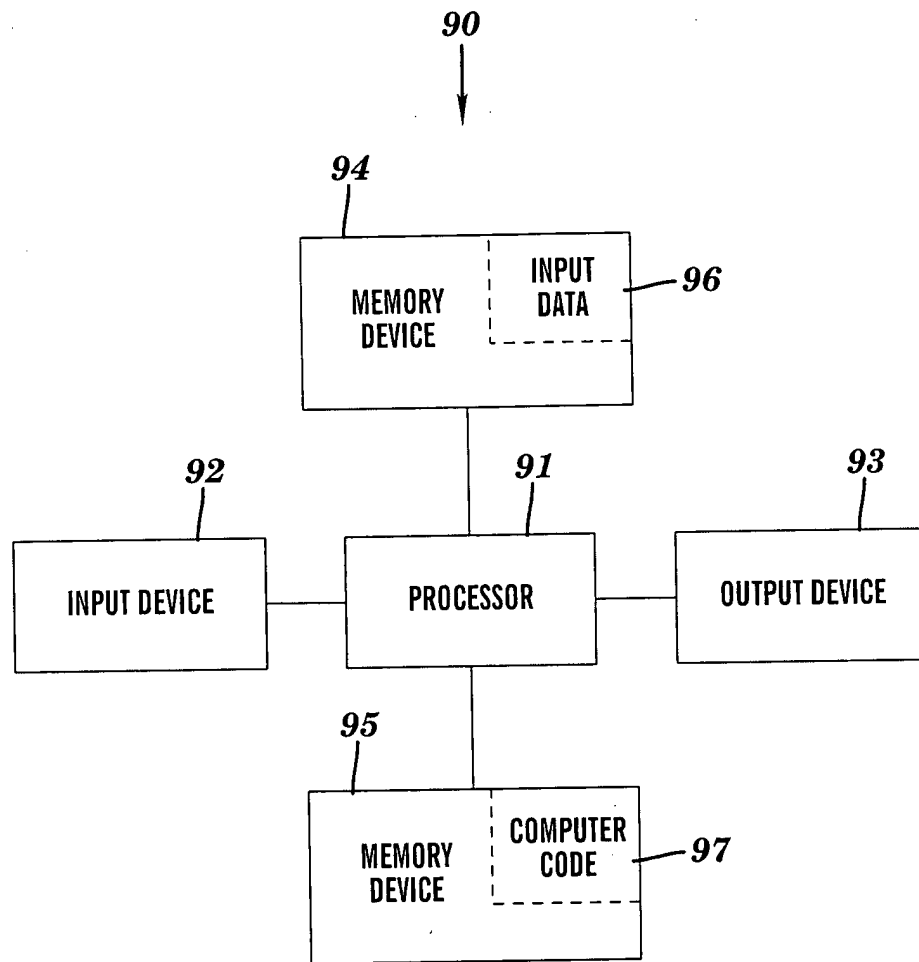 90
94
MEMORY
DEVICE
INPUT
DATA
96
92
91
93
INPUT DEVICE
PROCESSOR
OUTPUT DEVICE
95
MEMORY
DEVICE
COMPUTER
CODE
97